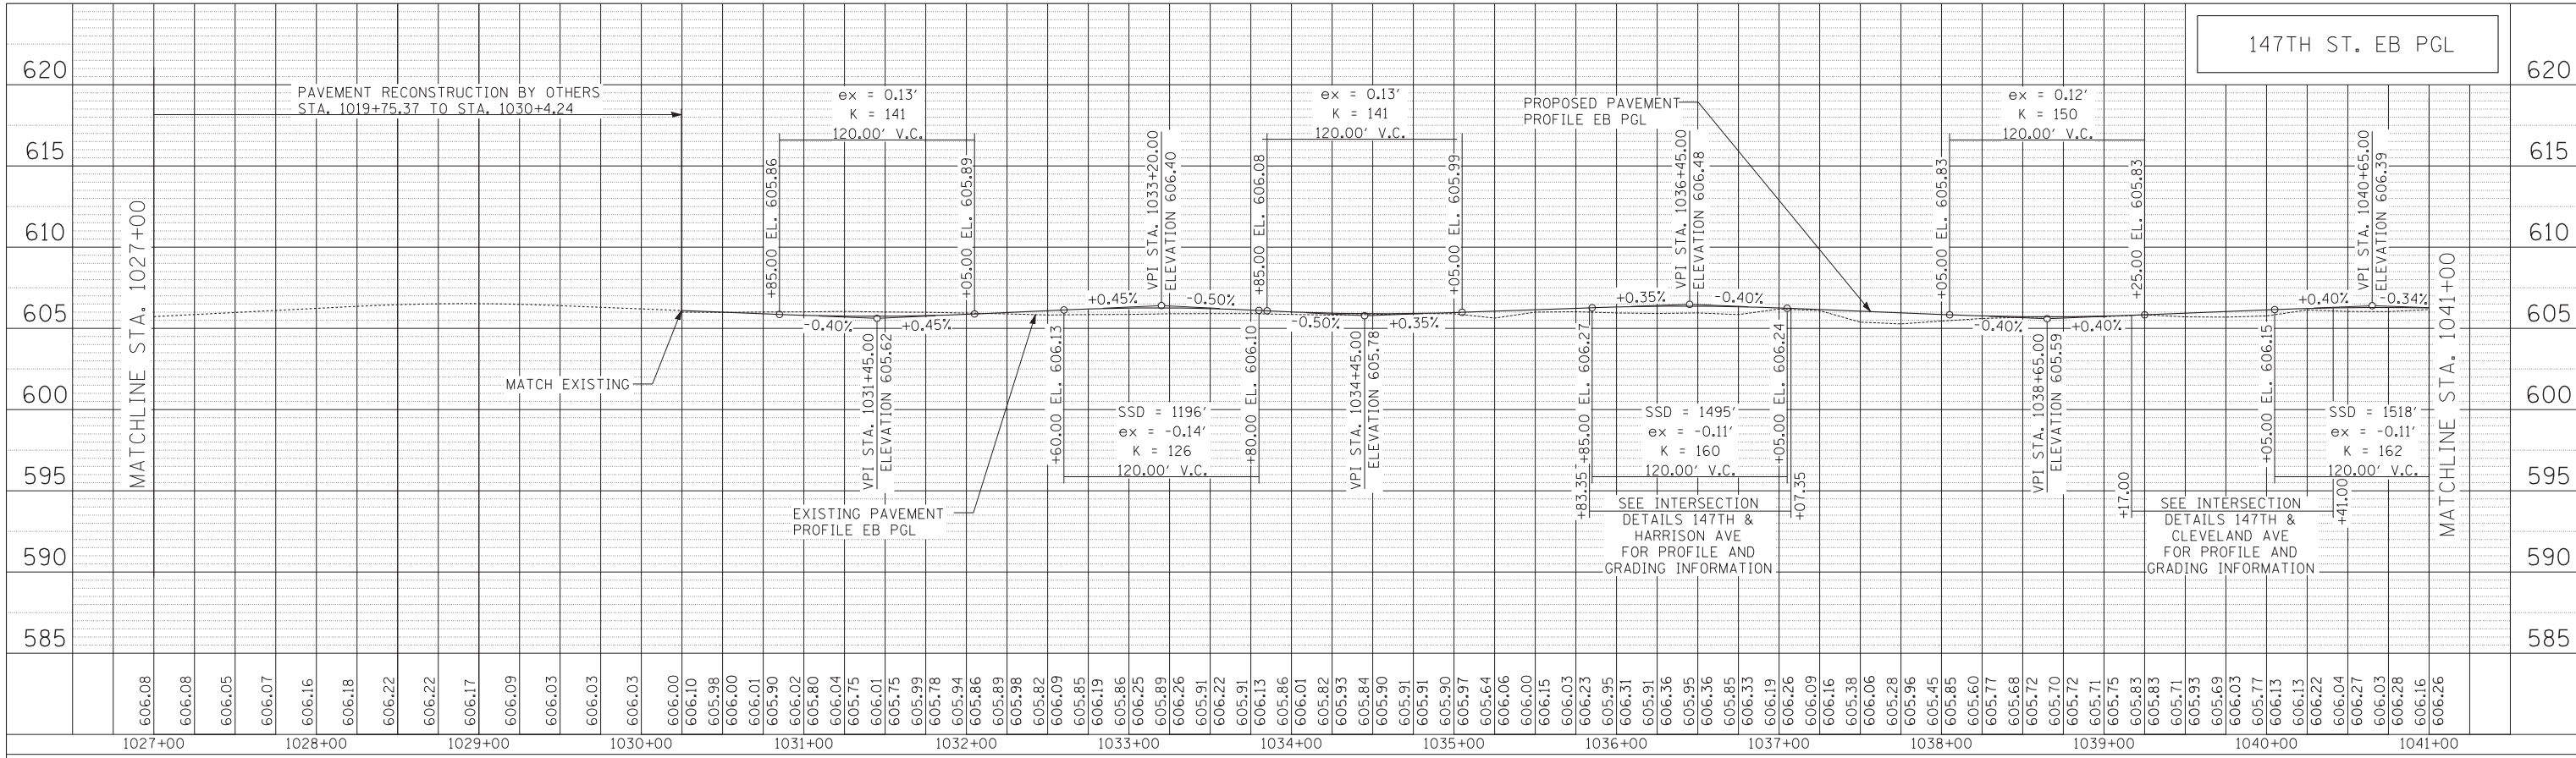 147TH ST. EB PGL
620
620
615
615
610
610
605
605
600
600
595
595
590
590
585
585
MATCHLINE STA. 1027+00
PAVEMENT RECONSTRUCTION BY OTHERS
STA. 1019+75.37 TO STA. 1030+4.24
MATCH EXISTING
ex = 0.13'
K = 141
120.00' V.C.
+85.00 EL. 605.86
+05.00 EL. 605.89
-0.40%
+0.45%
VPI STA. 1031+45.00
ELEVATION 605.62
EXISTING PAVEMENT
PROFILE EB PGL
+0.45%
-0.50%
VPI STA. 1033+20.00
ELEVATION 606.40
+60.00 EL. 606.13
+80.00 EL. 606.10
SSD = 1196'
ex = -0.14'
K = 126
120.00' V.C.
ex = 0.13'
K = 141
120.00' V.C.
+85.00 EL. 606.08
+05.00 EL. 605.99
-0.50%
+0.35%
VPI STA. 1034+45.00
ELEVATION 605.78
PROPOSED PAVEMENT
PROFILE EB PGL
VPI STA. 1036+45.00
ELEVATION 606.48
+0.35%
-0.40%
+83.35
+85.00 EL. 606.27
+05.00 EL. 606.24
+07.35
SSD = 1495'
ex = -0.11'
K = 160
120.00' V.C.
SEE INTERSECTION
DETAILS 147TH &
HARRISON AVE
FOR PROFILE AND
GRADING INFORMATION
ex = 0.12'
K = 150
120.00' V.C.
+05.00 EL. 605.83
+25.00 EL. 605.83
-0.40%
+0.40%
VPI STA. 1038+65.00
ELEVATION 605.59
+17.00
+41.00
SEE INTERSECTION
DETAILS 147TH &
CLEVELAND AVE
FOR PROFILE AND
GRADING INFORMATION
VPI STA. 1040+65.00
ELEVATION 606.39
+0.40%
-0.34%
+05.00 EL. 606.15
SSD = 1518'
ex = -0.11'
K = 162
120.00' V.C.
MATCHLINE STA. 1041+00
606.08
606.08
606.05
606.07
606.16
606.18
606.22
606.22
606.17
606.09
606.03
606.03
606.03
606.00
606.10
605.98
606.00
606.01
605.90
606.02
605.80
606.04
605.75
606.01
605.75
605.99
605.78
605.94
605.86
605.89
605.98
605.82
606.09
605.85
606.19
605.86
606.25
605.89
606.26
605.91
606.22
605.91
606.13
605.86
606.01
605.82
605.93
605.84
605.90
605.91
605.91
605.90
605.97
605.64
606.06
606.00
606.15
606.03
606.23
605.95
606.31
605.91
606.36
605.95
606.36
605.85
606.33
606.19
606.26
606.09
606.16
605.38
606.06
605.28
605.96
605.45
605.85
605.60
605.77
605.68
605.72
605.70
605.72
605.71
605.75
605.83
605.83
605.71
605.93
605.69
606.03
605.77
606.13
606.13
606.22
606.04
606.27
606.03
606.28
606.16
606.26
1027+00
1028+00
1029+00
1030+00
1031+00
1032+00
1033+00
1034+00
1035+00
1036+00
1037+00
1038+00
1039+00
1040+00
1041+00